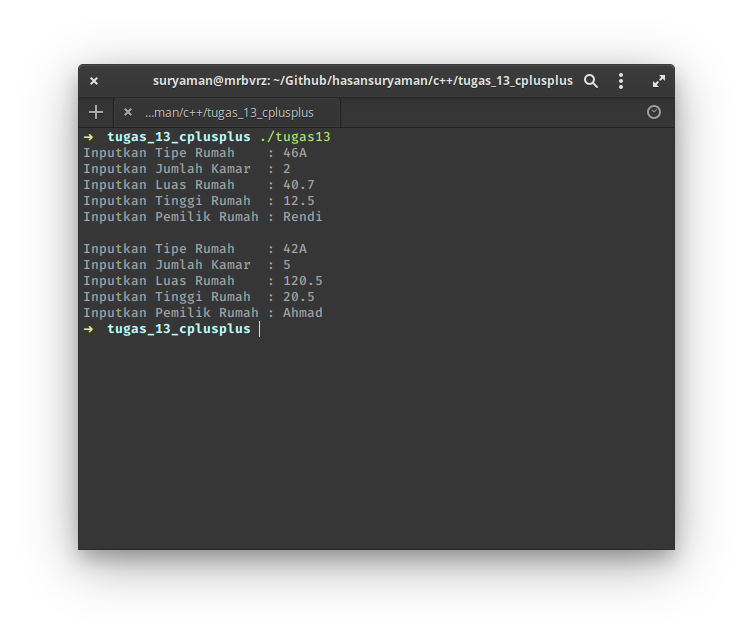 suryaman@mrbvrz: ~/Github/hasansuryaman/c++/tugas_13_cplusplus
...man/c++/tugas_13_cplusplus
➜  tugas_13_cplusplus ./tugas13
Inputkan Tipe Rumah    : 46A
Inputkan Jumlah Kamar  : 2
Inputkan Luas Rumah    : 40.7
Inputkan Tinggi Rumah  : 12.5
Inputkan Pemilik Rumah : Rendi
Inputkan Tipe Rumah    : 42A
Inputkan Jumlah Kamar  : 5
Inputkan Luas Rumah    : 120.5
Inputkan Tinggi Rumah  : 20.5
Inputkan Pemilik Rumah : Ahmad
➜  tugas_13_cplusplus